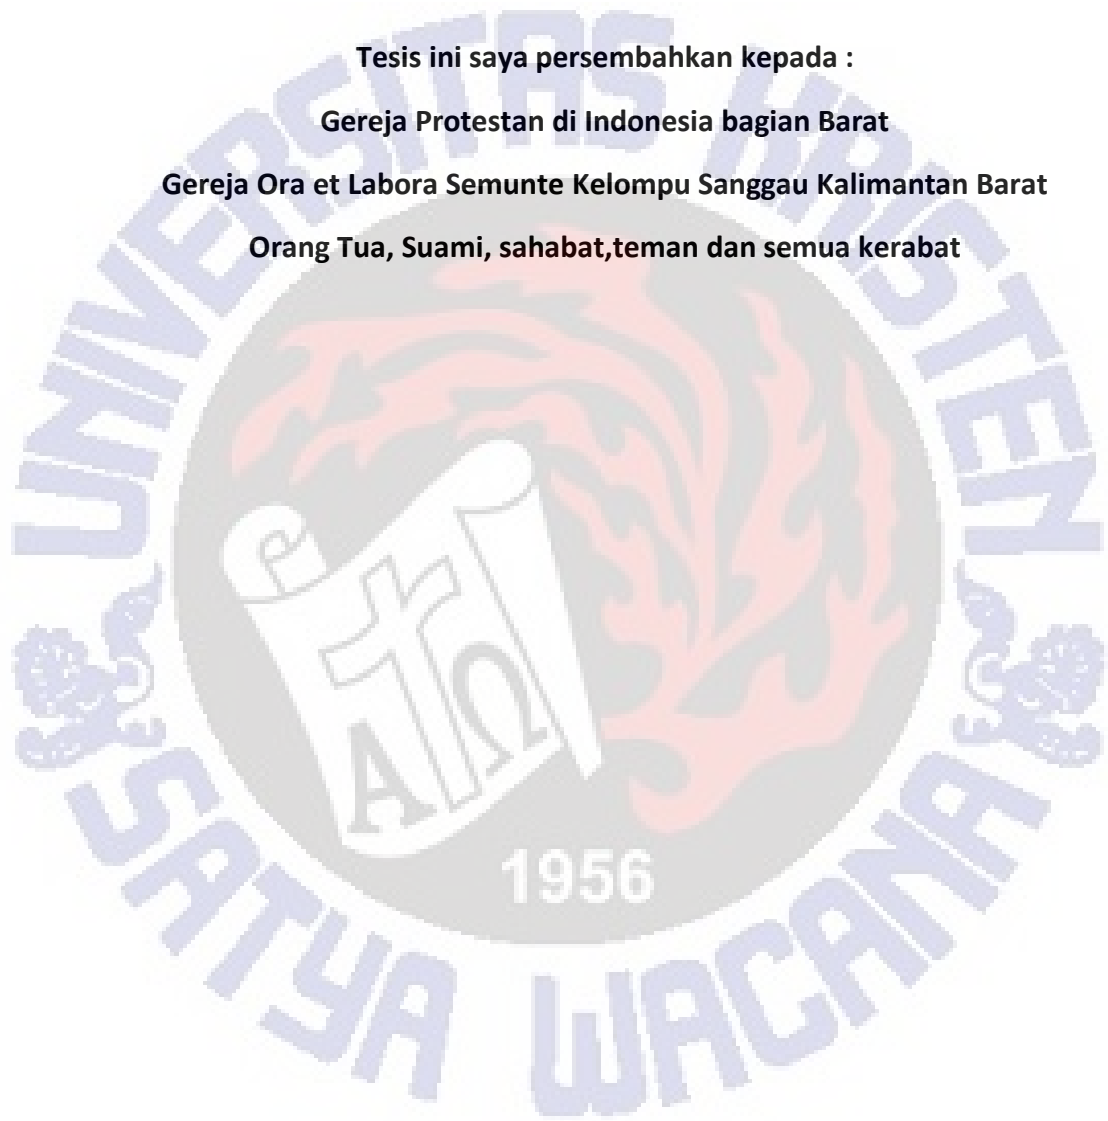 Tesis ini saya persembahkan kepada :
Gereja Protestan di Indonesia bagian Barat
Gereja Ora et Labora Semunte Kelompu Sanggau Kalimantan Barat
Orang Tua, Suami, sahabat,teman dan semua kerabat
UNIVERSITAS KRISTEN
SATYA WACANA
Α Ω
1956